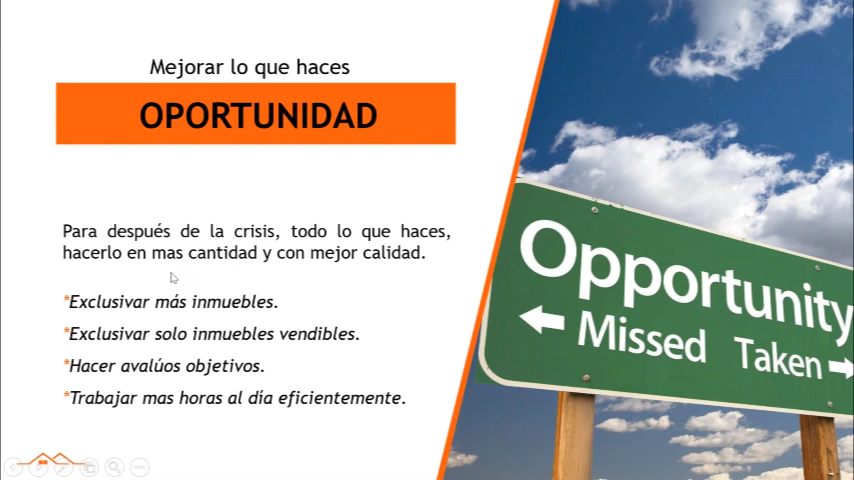 Mejorar lo que haces
OPORTUNIDAD
Para después de la crisis, todo lo que haces,
hacerlo en mas cantidad y con mejor calidad.
*Exclusivar más inmuebles.
*Exclusivar solo inmuebles vendibles.
*Hacer avalúos objetivos.
*Trabajar mas horas al día eficientemente.
Opportunity
Missed Taken